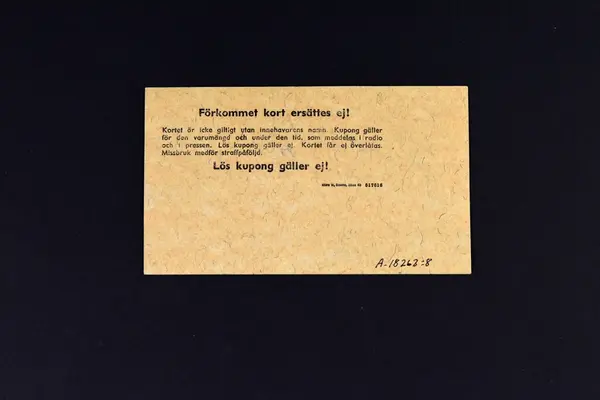 Förkommet kort ersättes ej!
Kortet är icke giltigt utan innehavarens namn. Kupong gäller
för den varumängd och under den tid, som meddelas i radio
och i pressen. Lös kupong gäller ej. Kortet får ej överlåtas.
Missbruk medför straffpåföljd.
Lös kupong gäller ej!
517516
A-18263-8